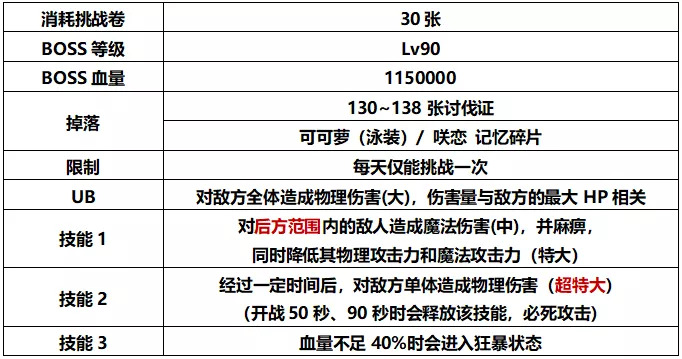 消耗挑战卷 30 张
BOSS 等级 Lv90
BOSS 血量 1150000
掉落 130~138 张讨伐证
可可萝（泳装）/ 咲恋 记忆碎片
限制 每天仅能挑战一次
UB 对敌方全体造成物理伤害(大)，伤害量与敌方的最大 HP 相关
技能 1 对后方范围内的敌人造成魔法伤害(中)，并麻痹，
同时降低其物理攻击力和魔法攻击力（特大）
技能 2 经过一定时间后，对敌方单体造成物理伤害（超特大）
（开战 50 秒、90 秒时会释放该技能，必死攻击）
技能 3 血量不足 40%时会进入狂暴状态